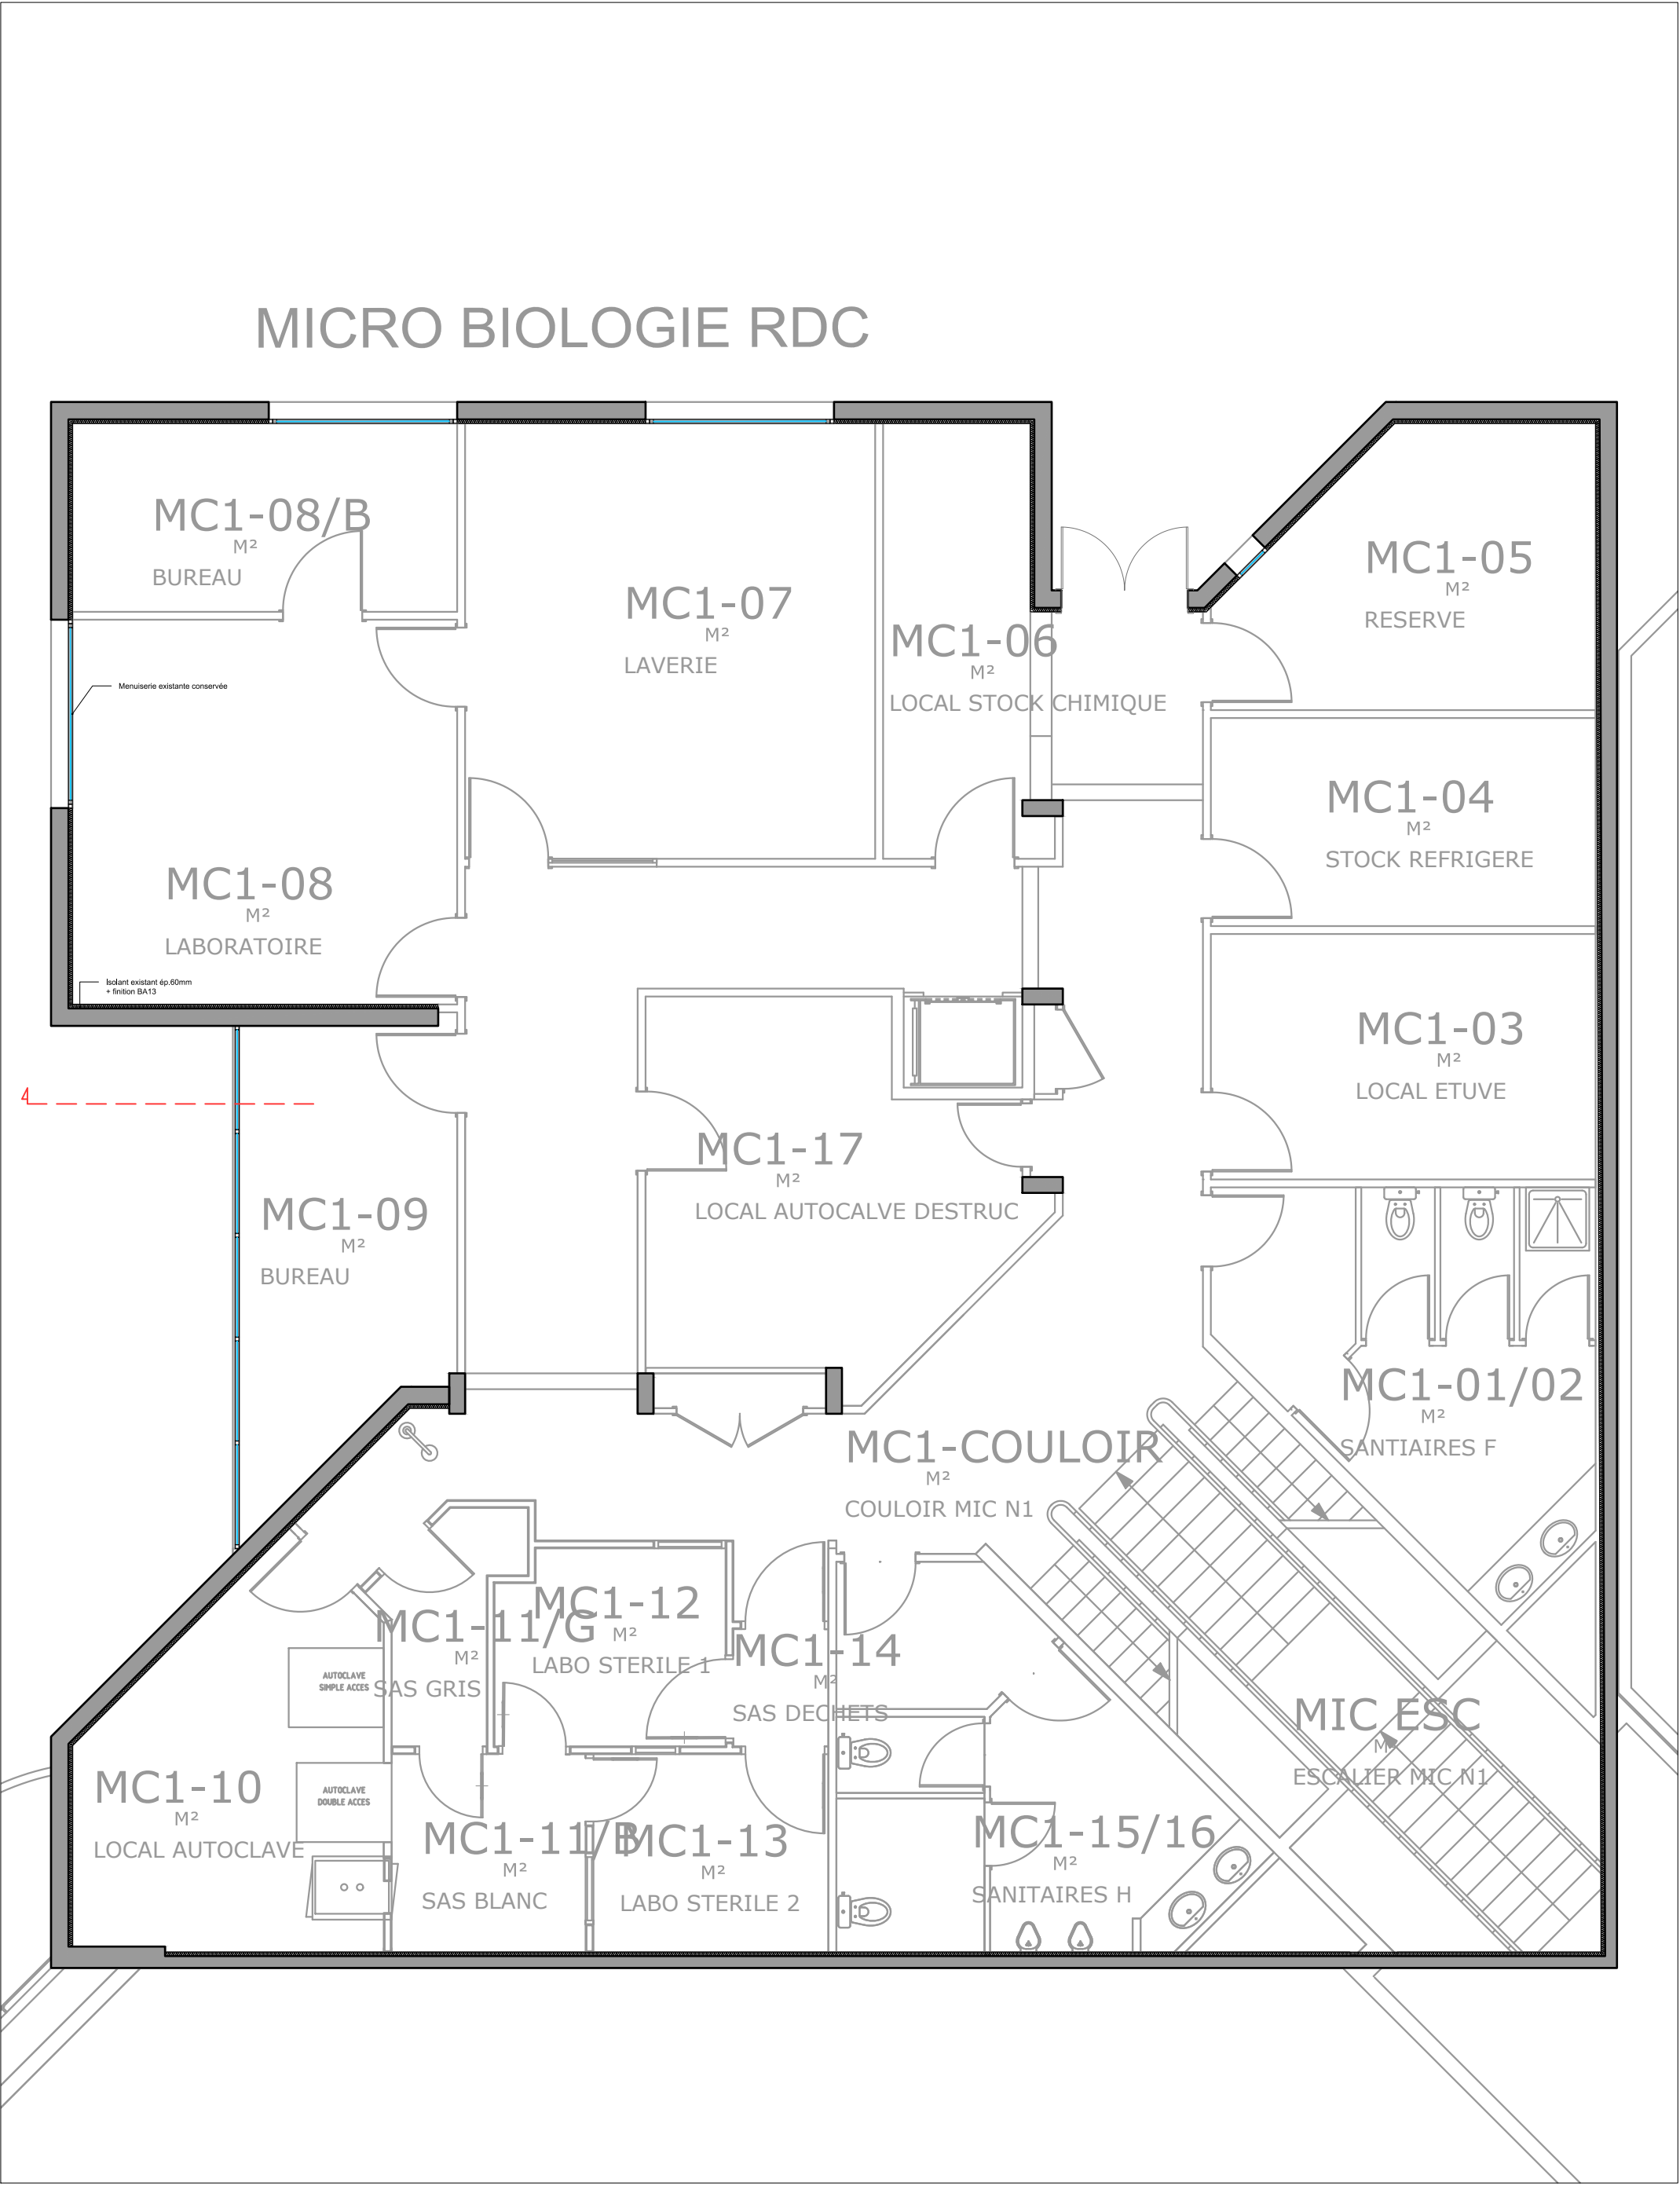 MICRO BIOLOGIE RDC
MC1-08/B
M²
BUREAU
MC1-07
M²
LAVERIE
MC1-06
M²
LOCAL STOCK CHIMIQUE
MC1-05
M²
RESERVE
Menuiserie existante conservée
MC1-04
M²
STOCK REFRIGERE
MC1-08
M²
LABORATOIRE
Isolant existant ép.60mm
+ finition BA13
MC1-03
M²
LOCAL ETUVE
4
MC1-17
M²
LOCAL AUTOCALVE DESTRUC
MC1-09
M²
BUREAU
MC1-01/02
M²
SANTIAIRES F
MC1-COULOIR
M²
COULOIR MIC N1
MC1-12
M²
LABO STERILE 1
MC1-11/G
M²
SAS GRIS
MC1-14
M²
SAS DECHETS
AUTOCLAVE
SIMPLE ACCES
MIC ESC
M²
ESCALIER MIC N1
MC1-10
M²
LOCAL AUTOCLAVE
AUTOCLAVE
DOUBLE ACCES
MC1-11/B
M²
SAS BLANC
MC1-13
M²
LABO STERILE 2
MC1-15/16
M²
SANITAIRES H